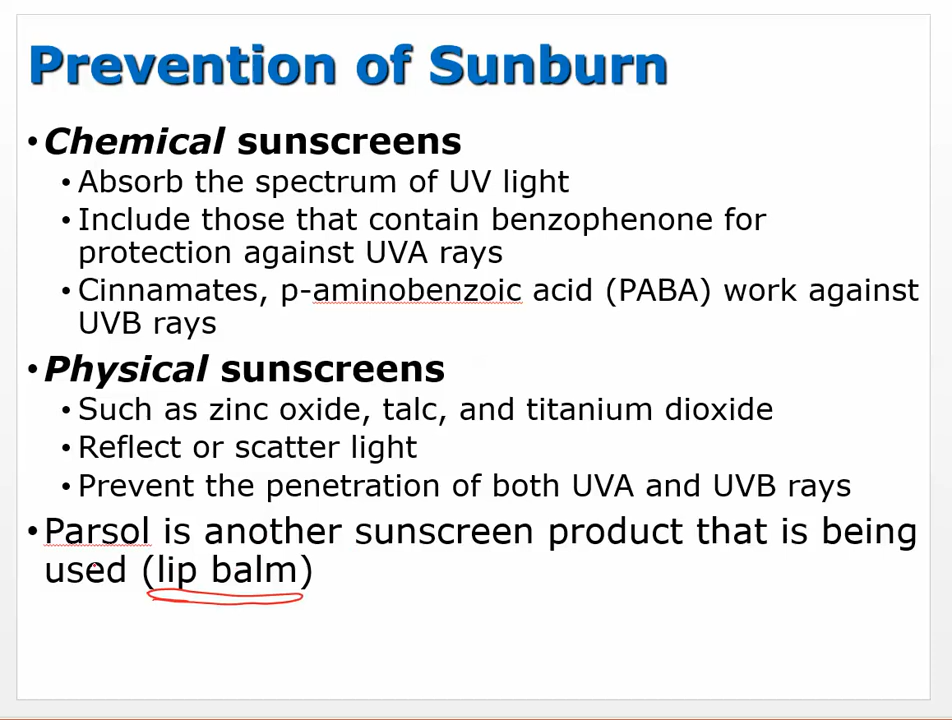 Prevention of Sunburn
• Chemical sunscreens
• Absorb the spectrum of UV light
• Include those that contain benzophenone for
protection against UVA rays
• Cinnamates, p-aminobenzoic acid (PABA) work against
UVB rays
• Physical sunscreens
• Such as zinc oxide, talc, and titanium dioxide
• Reflect or scatter light
• Prevent the penetration of both UVA and UVB rays
• Parsol is another sunscreen product that is being
used (lip balm)